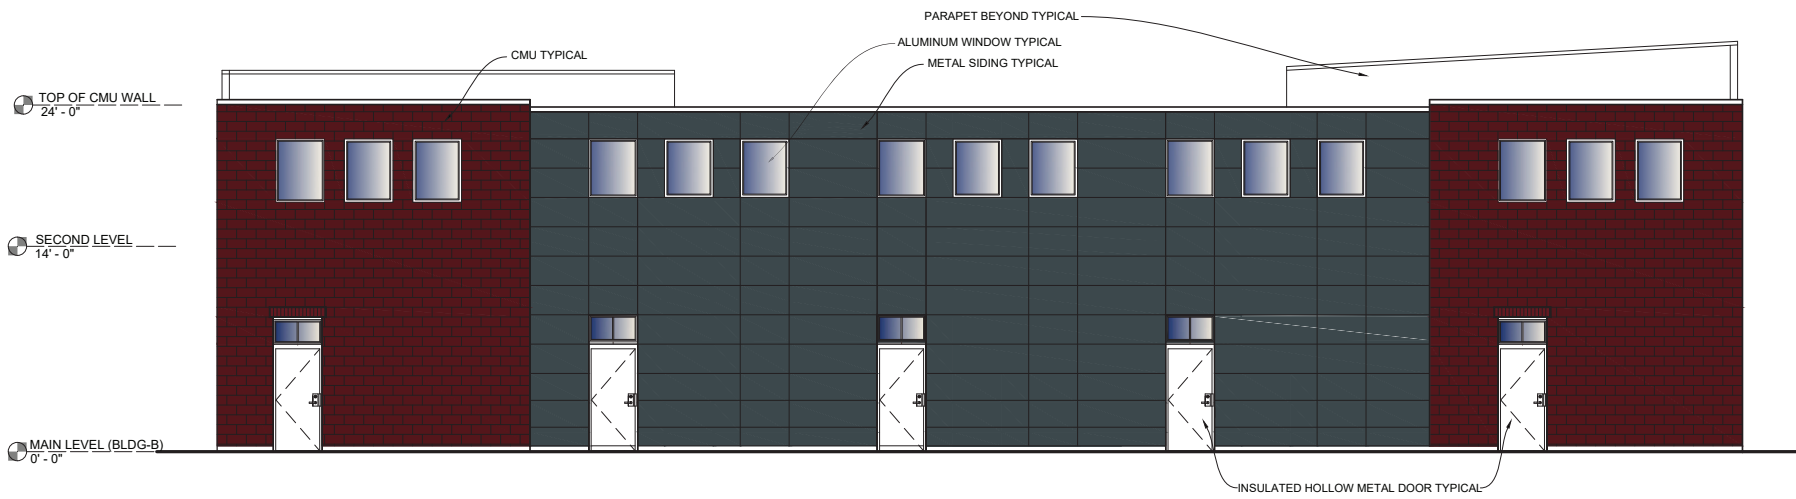 PARAPET BEYOND TYPICAL
ALUMINUM WINDOW TYPICAL
CMU TYPICAL
METAL SIDING TYPICAL
TOP OF CMU WALL
24' - 0"
SECOND LEVEL
14' - 0"
MAIN LEVEL (BLDG-B)
0' - 0"
INSULATED HOLLOW METAL DOOR TYPICAL